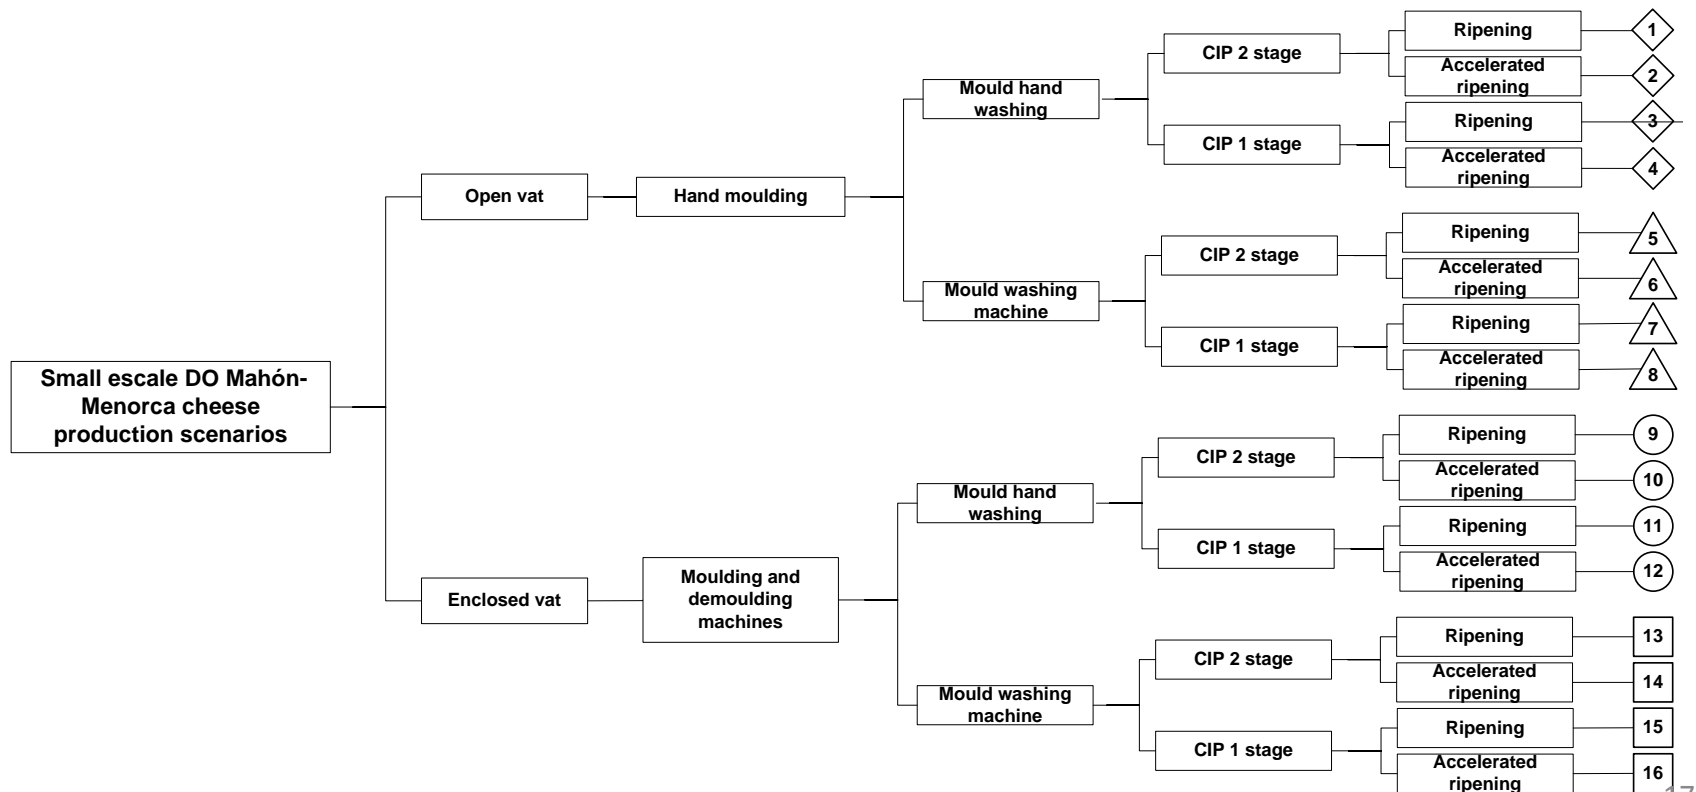 Ripening
1
CIP 2 stage
Accelerated
ripening
2
Mould hand
washing
Ripening
3
CIP 1 stage
Accelerated
ripening
4
Open vat
Hand moulding
Ripening
5
CIP 2 stage
Accelerated
ripening
6
Mould washing
machine
Ripening
7
CIP 1 stage
Accelerated
ripening
8
Small escale DO Mahón-
Menorca cheese
production scenarios
Ripening
9
CIP 2 stage
Accelerated
ripening
10
Mould hand
washing
Ripening
11
CIP 1 stage
Accelerated
ripening
12
Enclosed vat
Moulding and
demoulding
machines
Ripening
13
CIP 2 stage
Accelerated
ripening
14
Mould washing
machine
Ripening
15
CIP 1 stage
Accelerated
ripening
16
17